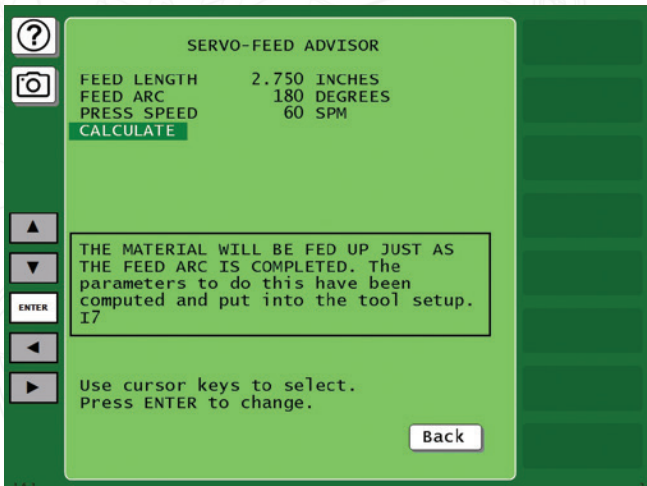 ?
SERVO-FEED ADVISOR
FEED LENGTH 2.750 INCHES
FEED ARC 180 DEGREES
PRESS SPEED 60 SPM
CALCULATE
THE MATERIAL WILL BE FED UP JUST AS
THE FEED ARC IS COMPLETED. The
parameters to do this have been
computed and put into the tool setup.
I7
ENTER
Use cursor keys to select.
Press ENTER to change.
Back